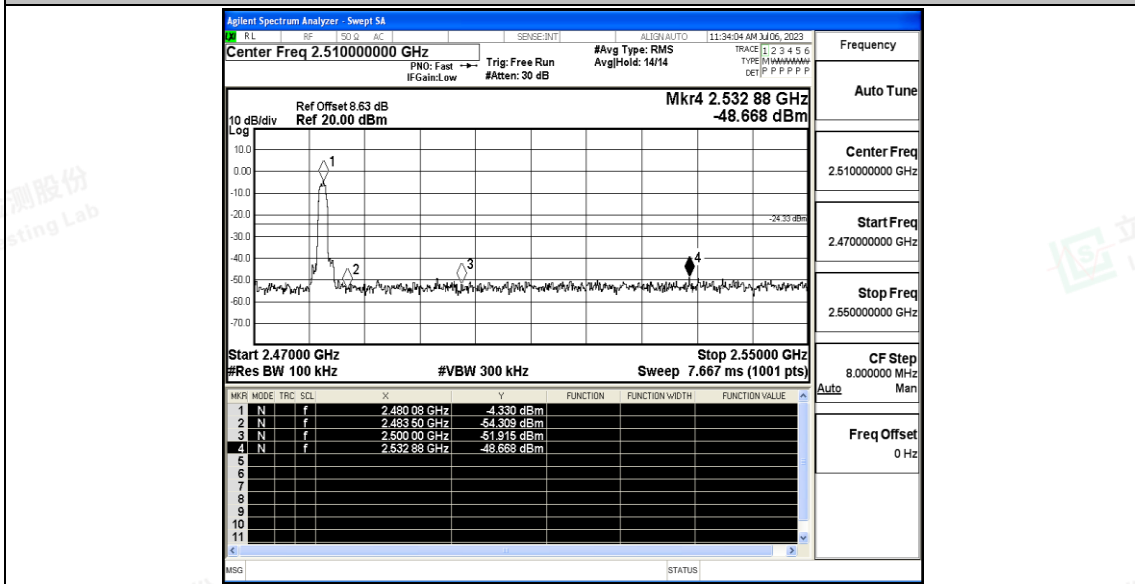 Agilent Spectrum Analyzer - Swept SA
RL RF 50 Ω AC SENSE:INT ALIGN AUTO 11:34:04 AM Jul 06, 2023
Center Freq 2.510000000 GHz
PNO: Fast
IFGain:Low
Trig: Free Run
#Atten: 30 dB
#Avg Type: RMS
Avg|Hold: 14/14
TRACE 1 2 3 4 5 6
TYPE M WWWWW
DET P P P P P P
Ref Offset 8.63 dB
Ref 20.00 dBm
10 dB/div
Log
Mkr4 2.532 88 GHz
-48.668 dBm
10.0
0.00
-10.0
-20.0
-30.0
-40.0
-50.0
-60.0
-70.0
1
2
3
4
-24.33 dBm
Start 2.47000 GHz Stop 2.55000 GHz
#Res BW 100 kHz #VBW 300 kHz Sweep 7.667 ms (1001 pts)
MKR MODE TRC SCL X Y FUNCTION FUNCTION WIDTH FUNCTION VALUE
1 N f 2.480 08 GHz -4.330 dBm
2 N f 2.483 50 GHz -54.309 dBm
3 N f 2.500 00 GHz -51.915 dBm
4 N f 2.532 88 GHz -48.668 dBm
5
6
7
8
9
10
11
MSG STATUS
Frequency
Auto Tune
Center Freq
2.510000000 GHz
Start Freq
2.470000000 GHz
Stop Freq
2.550000000 GHz
CF Step
8.000000 MHz
Auto Man
Freq Offset
0 Hz
测股份
sting Lab
立